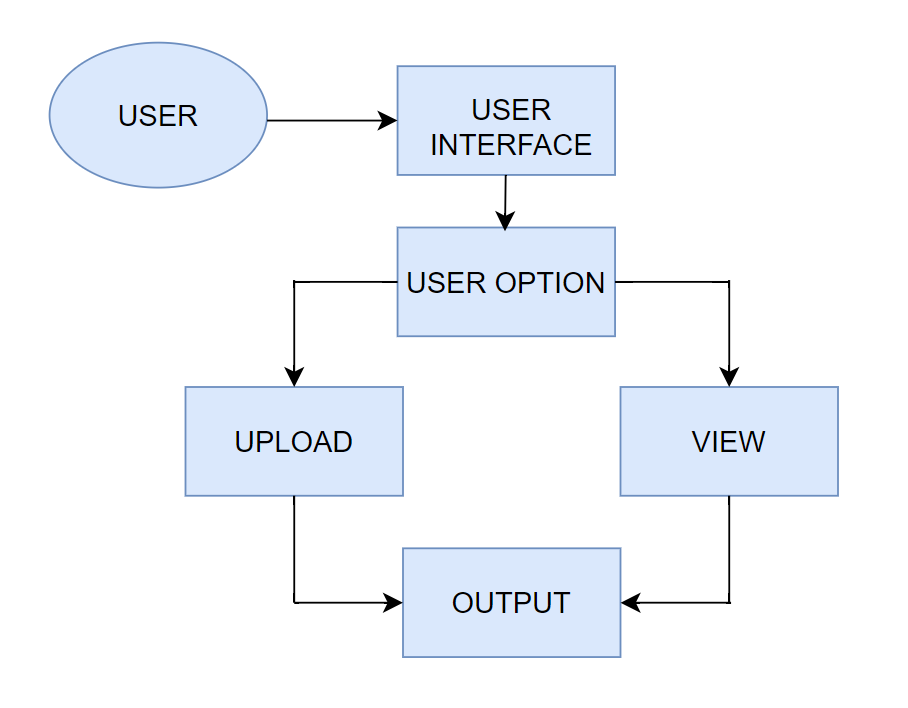 USER
USER
INTERFACE
USER OPTION
UPLOAD
VIEW
OUTPUT